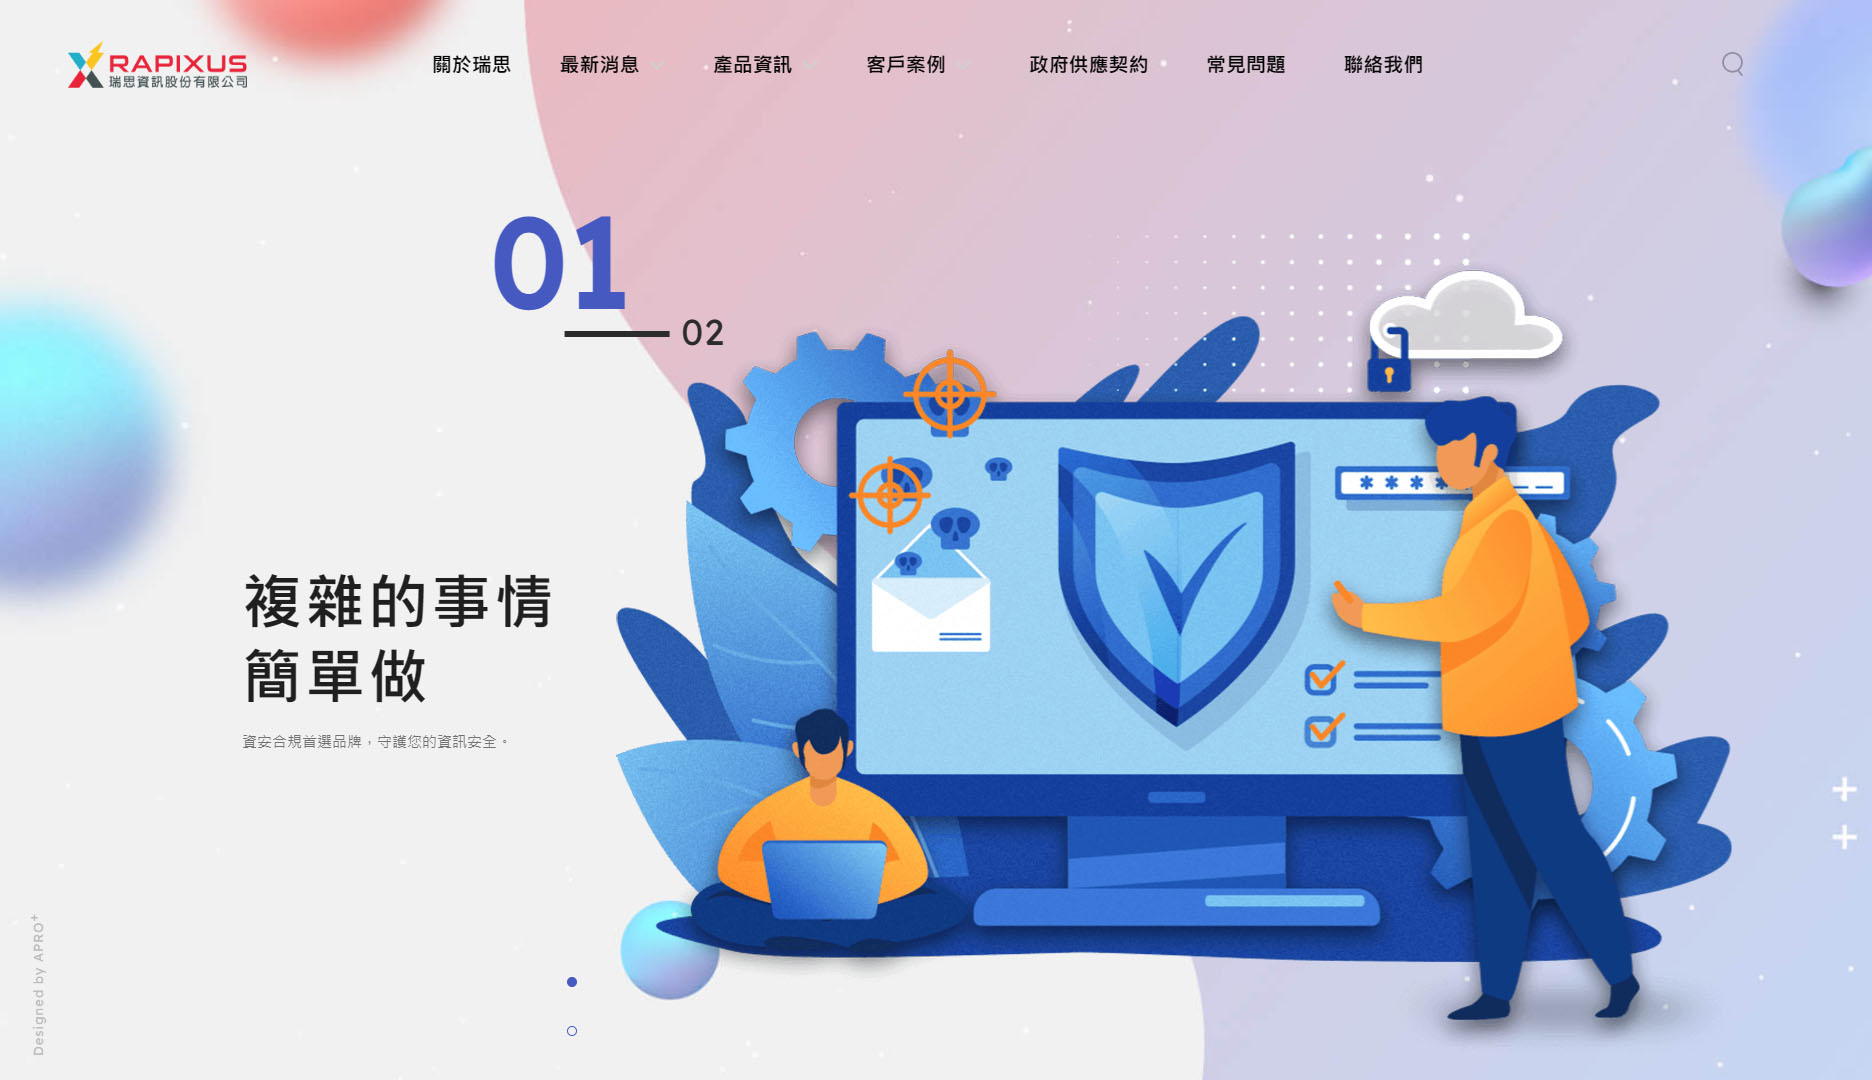 RAPIXUS
瑞思資訊股份有限公司
關於瑞思 最新消息 產品資訊 客戶案例 政府供應契約 常見問題 聯絡我們
01
02
複雜的事情
簡單做
資安合規首選品牌，守護您的資訊安全。
Designed by APRO+